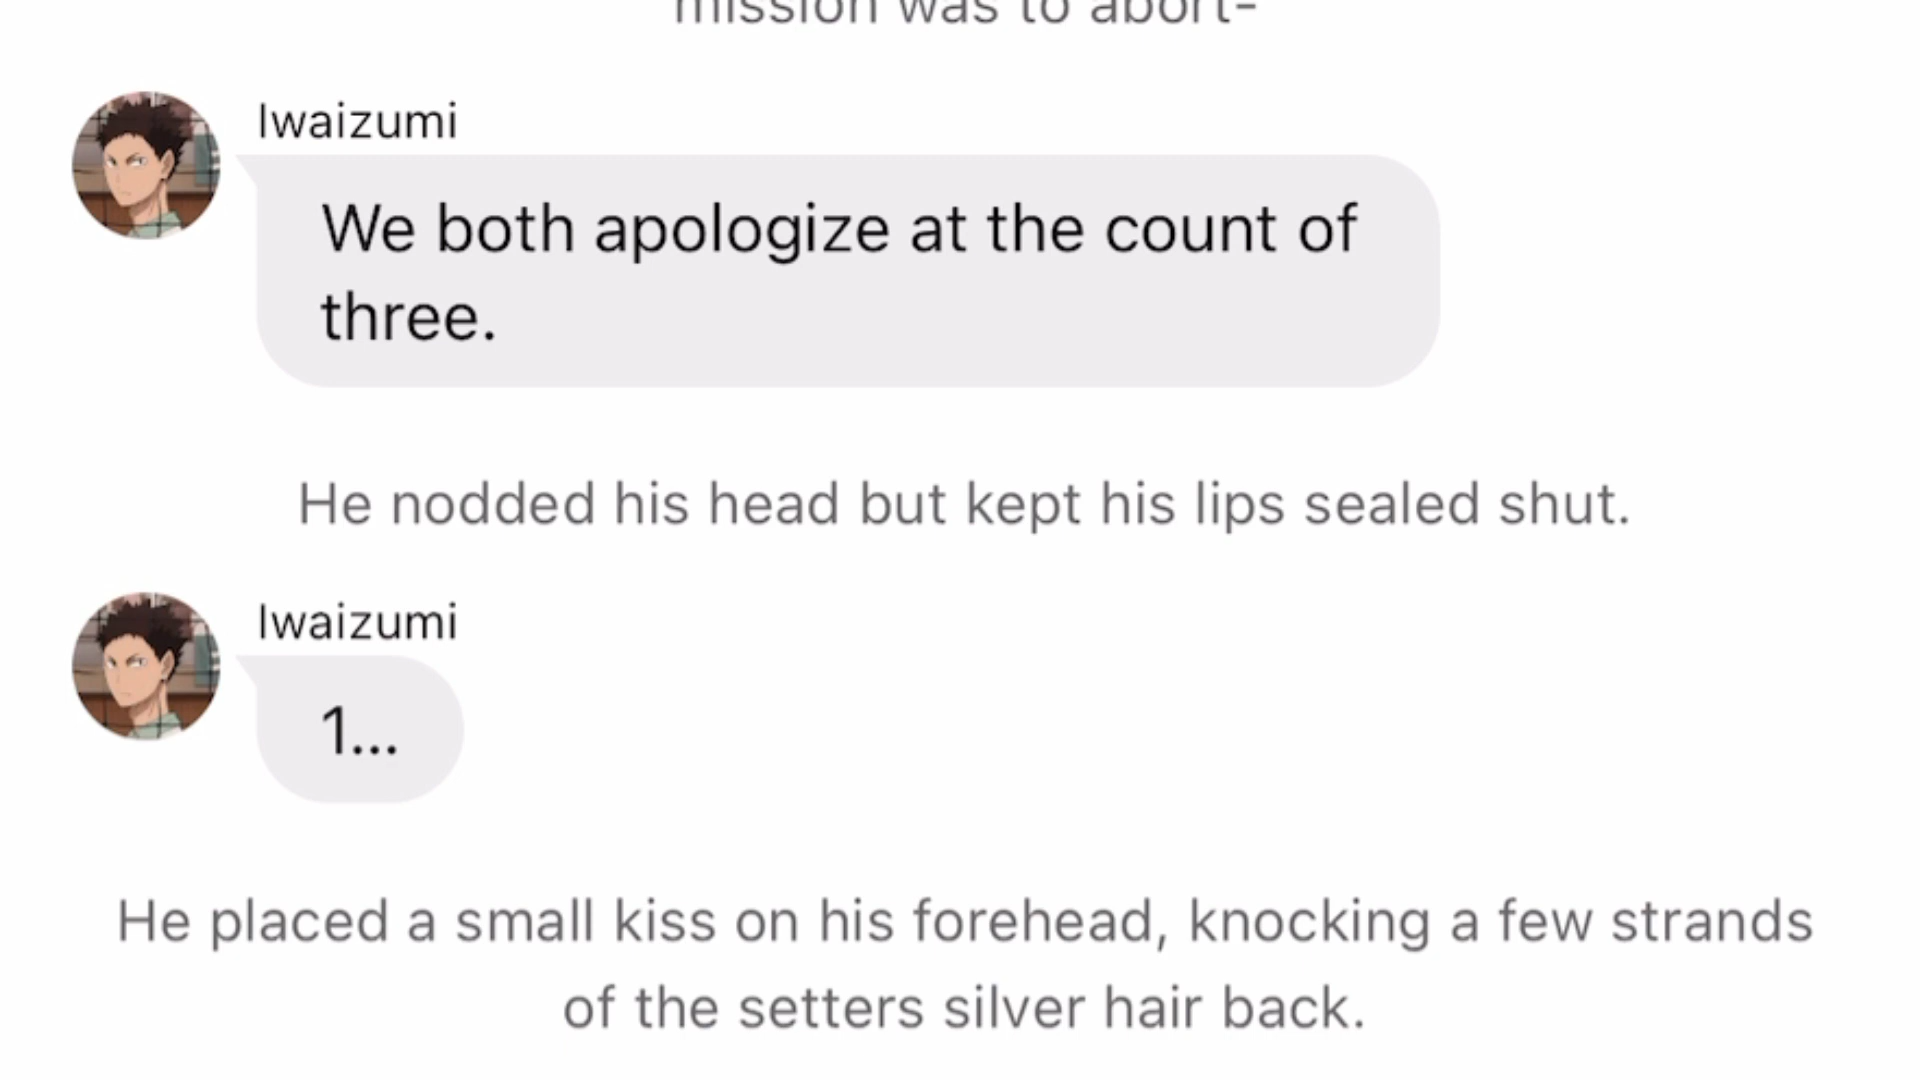 mission was to abort-
Iwaizumi
We both apologize at the count of
three.
He nodded his head but kept his lips sealed shut.
Iwaizumi
1...
He placed a small kiss on his forehead, knocking a few strands
of the setters silver hair back.